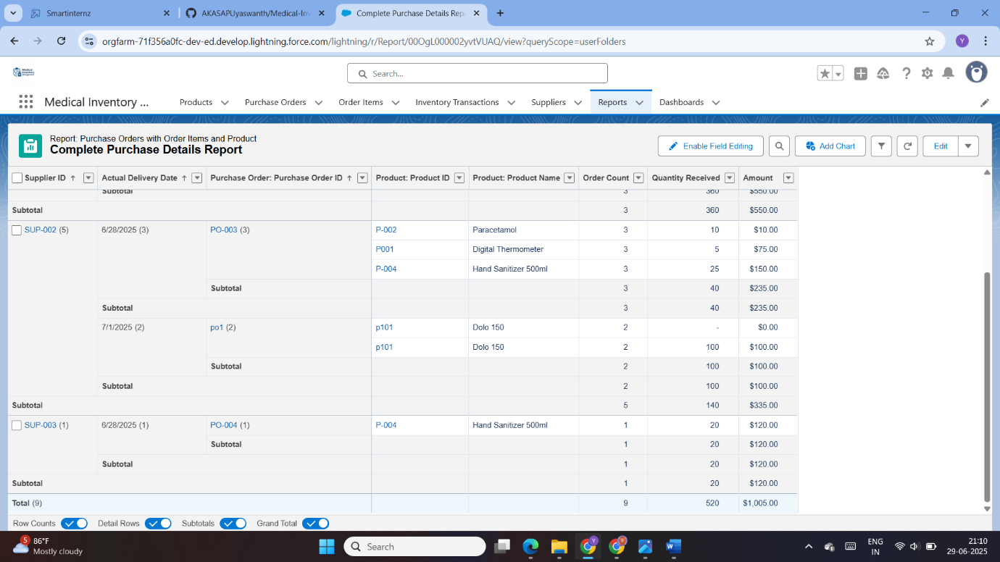 Smartinternz
AKASAPUyaswanth/Medical-Inv
Complete Purchase Details Repo
orgfarm-71f356a0fc-dev-ed.develop.lightning.force.com/lightning/r/Report/00OgL000002yvtVUAQ/view?queryScope=userFolders
Y
Medical Inventory Management
Search...
Medical Inventory ...
Products
Purchase Orders
Order Items
Inventory Transactions
Suppliers
Reports
Dashboards
Report: Purchase Orders with Order Items and Product
Complete Purchase Details Report
Enable Field Editing
Add Chart
Edit
Supplier ID ↑ Actual Delivery Date ↑ Purchase Order: Purchase Order ID ↑ Product: Product ID Product: Product Name Order Count Quantity Received Amount
Subtotal 3 360 $550.00
Subtotal 3 360 $550.00
SUP-002 (5) 6/28/2025 (3) PO-003 (3) P-002 Paracetamol 3 10 $10.00
P001 Digital Thermometer 3 5 $75.00
P-004 Hand Sanitizer 500ml 3 25 $150.00
Subtotal 3 40 $235.00
Subtotal 3 40 $235.00
7/1/2025 (2) po1 (2) p101 Dolo 150 2 - $0.00
p101 Dolo 150 2 100 $100.00
Subtotal 2 100 $100.00
Subtotal 2 100 $100.00
Subtotal 5 140 $335.00
SUP-003 (1) 6/28/2025 (1) PO-004 (1) P-004 Hand Sanitizer 500ml 1 20 $120.00
Subtotal 1 20 $120.00
Subtotal 1 20 $120.00
Subtotal 1 20 $120.00
Total (9) 9 520 $1,005.00
Row Counts Detail Rows Subtotals Grand Total
5
86°F
Mostly cloudy
Search
ENG
IN
21:10
29-06-2025